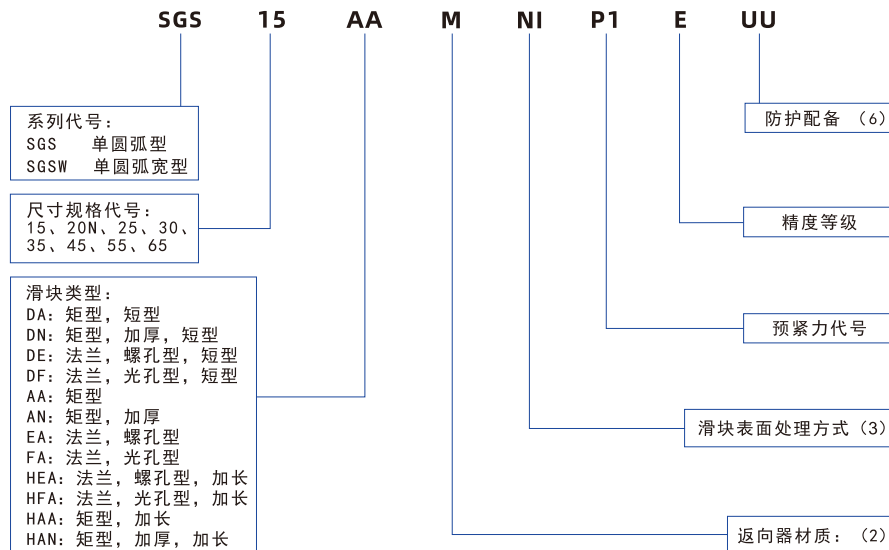 SGS 15 AA M NI P1 E UU
系列代号：
SGS 单圆弧型
SGSW 单圆弧宽型
尺寸规格代号：
15、20N、25、30、
35、45、55、65
滑块类型：
DA：矩型，短型
DN：矩型，加厚，短型
DE：法兰，螺孔型，短型
DF：法兰，光孔型，短型
AA：矩型
AN：矩型，加厚
EA：法兰，螺孔型
FA：法兰，光孔型
HEA：法兰，螺孔型，加长
HFA：法兰，光孔型，加长
HAA：矩型，加长
HAN：矩型，加厚，加长
防护配备 （6）
精度等级
预紧力代号
滑块表面处理方式（3）
返向器材质：（2）